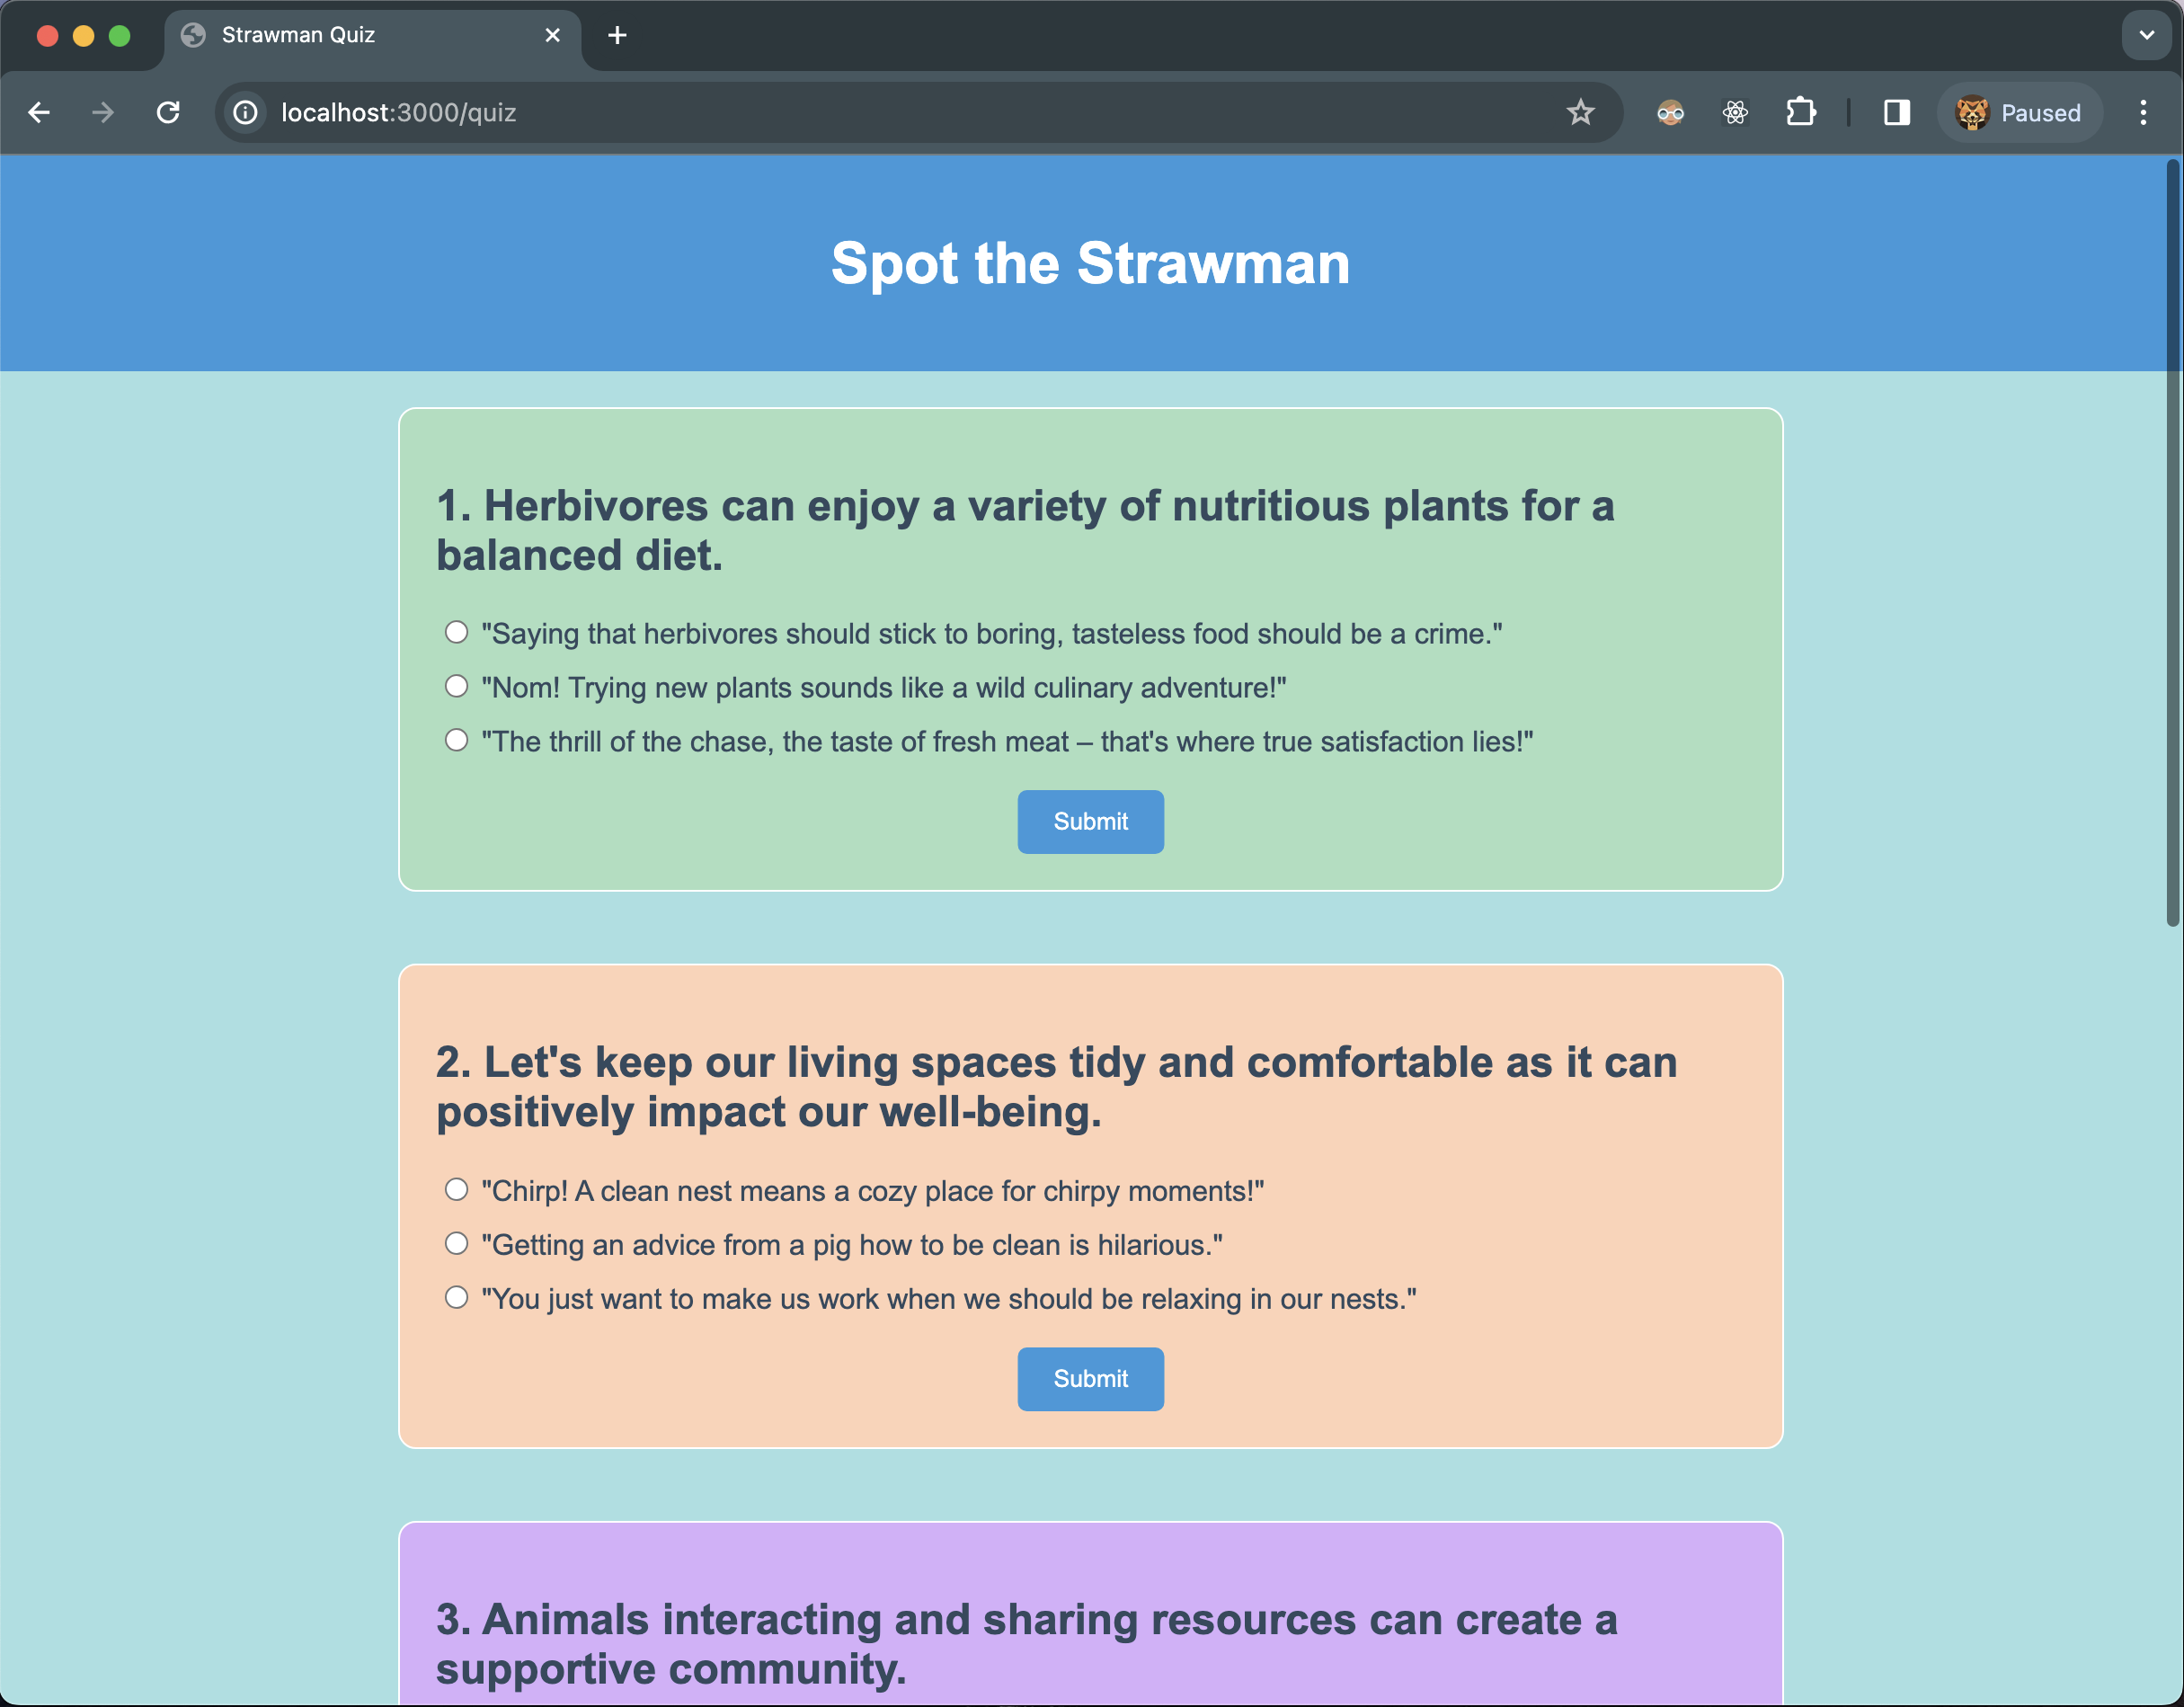 Strawman Quiz
localhost:3000/quiz
Paused
Spot the Strawman
1. Herbivores can enjoy a variety of nutritious plants for a
balanced diet.
"Saying that herbivores should stick to boring, tasteless food should be a crime."
"Nom! Trying new plants sounds like a wild culinary adventure!"
"The thrill of the chase, the taste of fresh meat – that's where true satisfaction lies!"
Submit
2. Let's keep our living spaces tidy and comfortable as it can
positively impact our well-being.
"Chirp! A clean nest means a cozy place for chirpy moments!"
"Getting an advice from a pig how to be clean is hilarious."
"You just want to make us work when we should be relaxing in our nests."
Submit
3. Animals interacting and sharing resources can create a
supportive community.